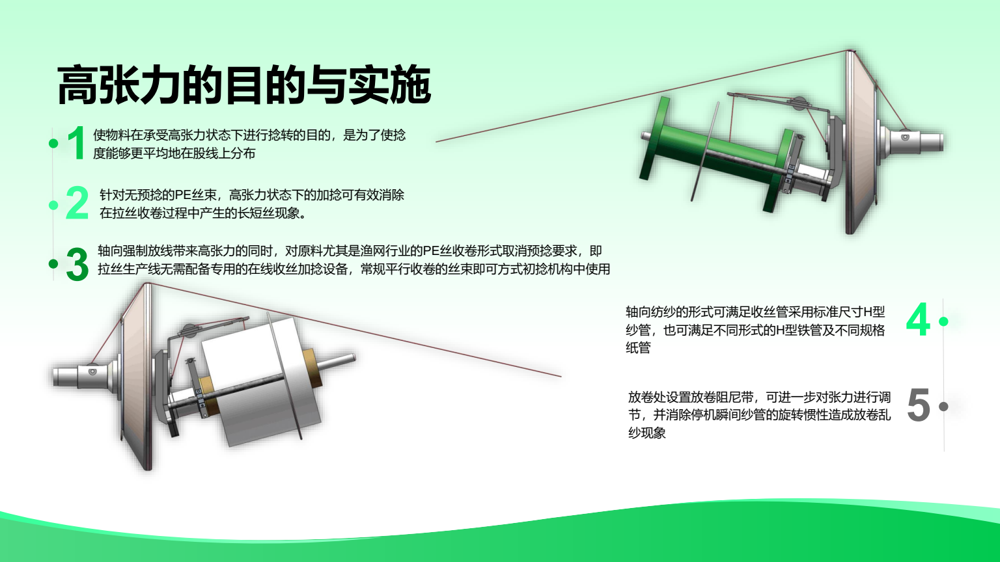 高张力的目的与实施
1
使物料在承受高张力状态下进行捻转的目的，是为了使捻
度能够更平均地在股线上分布
2
针对无预捻的PE丝束，高张力状态下的加捻可有效消除
在拉丝收卷过程中产生的长短丝现象。
3
轴向强制放线带来高张力的同时，对原料尤其是渔网行业的PE丝收卷形式取消预捻要求，即
拉丝生产线无需配备专用的在线收丝加捻设备，常规平行收卷的丝束即可方式初捻机构中使用
轴向纺纱的形式可满足收丝管采用标准尺寸H型
纱管，也可满足不同形式的H型铁管及不同规格
纸管
4
放卷处设置放卷阻尼带，可进一步对张力进行调
节，并消除停机瞬间纱管的旋转惯性造成放卷乱
纱现象
5